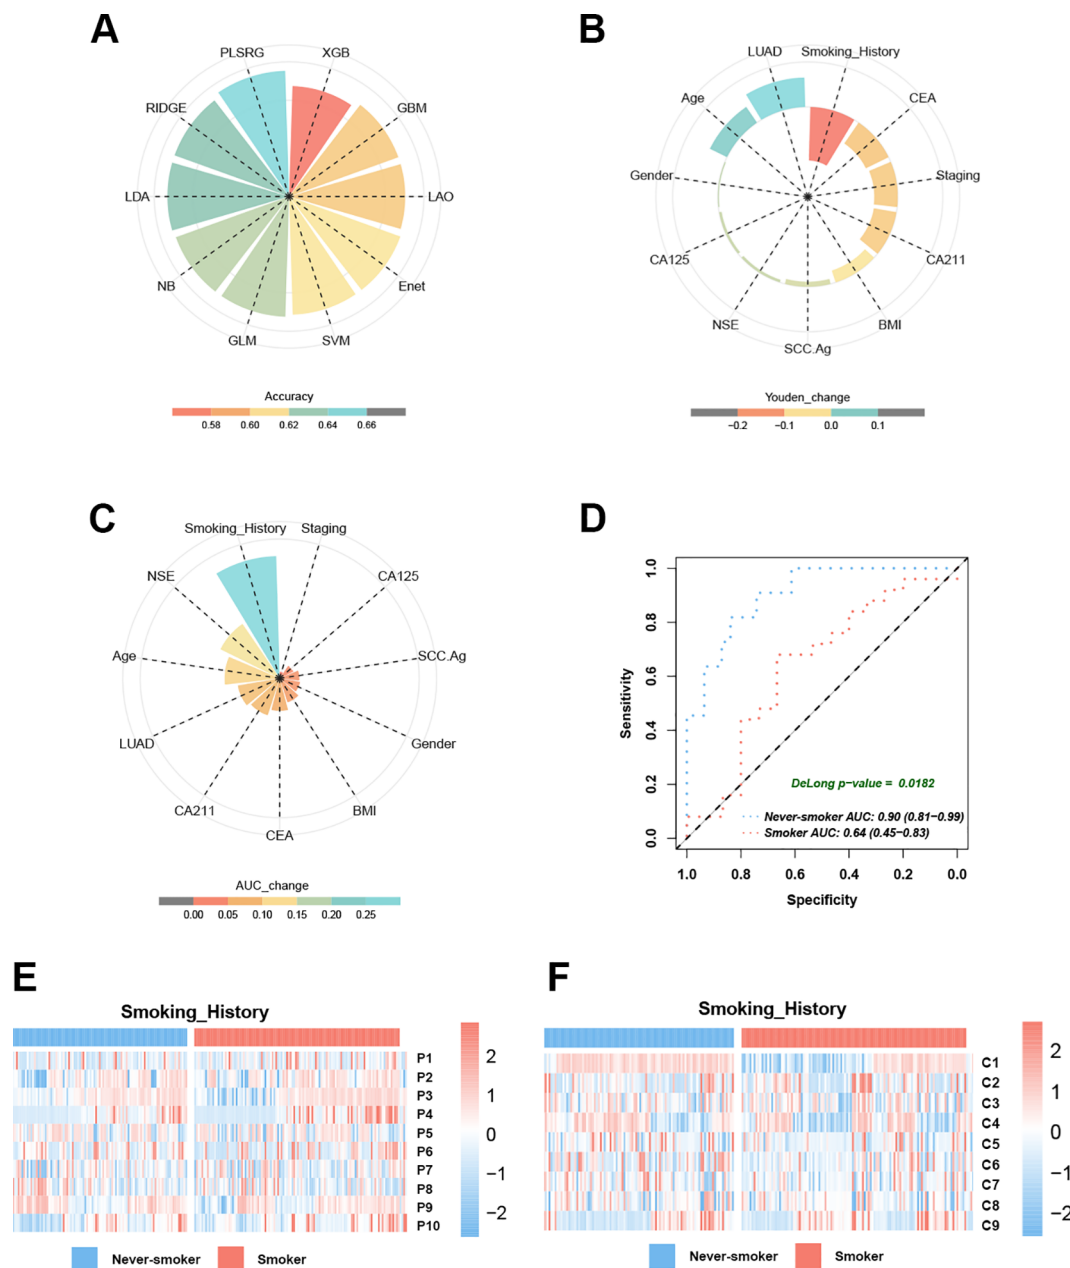 A
PLSRG
XGB
RIDGE
GBM
LDA
LAO
NB
Enet
GLM
SVM
Accuracy
0.58 0.60 0.62 0.64 0.66
B
LUAD
Smoking_History
Age
CEA
Gender
Staging
CA125
CA211
NSE
BMI
SCC.Ag
Youden_change
−0.2 −0.1 0.0 0.1
C
Smoking_History
Staging
NSE
CA125
Age
SCC.Ag
LUAD
Gender
CA211
BMI
CEA
AUC_change
0.00 0.05 0.10 0.15 0.20 0.25
D
Sensitivity
1.0
0.8
0.6
0.4
0.2
0.0
DeLong p−value = 0.0182
Never−smoker AUC: 0.90 (0.81−0.99)
Smoker AUC: 0.64 (0.45−0.83)
1.0 0.8 0.6 0.4 0.2 0.0
Specificity
E
Smoking_History
P1
P2
P3
P4
P5
P6
P7
P8
P9
P10
2
1
0
−1
−2
Never-smoker
Smoker
F
Smoking_History
C1
C2
C3
C4
C5
C6
C7
C8
C9
2
1
0
−1
−2
Never-smoker
Smoker